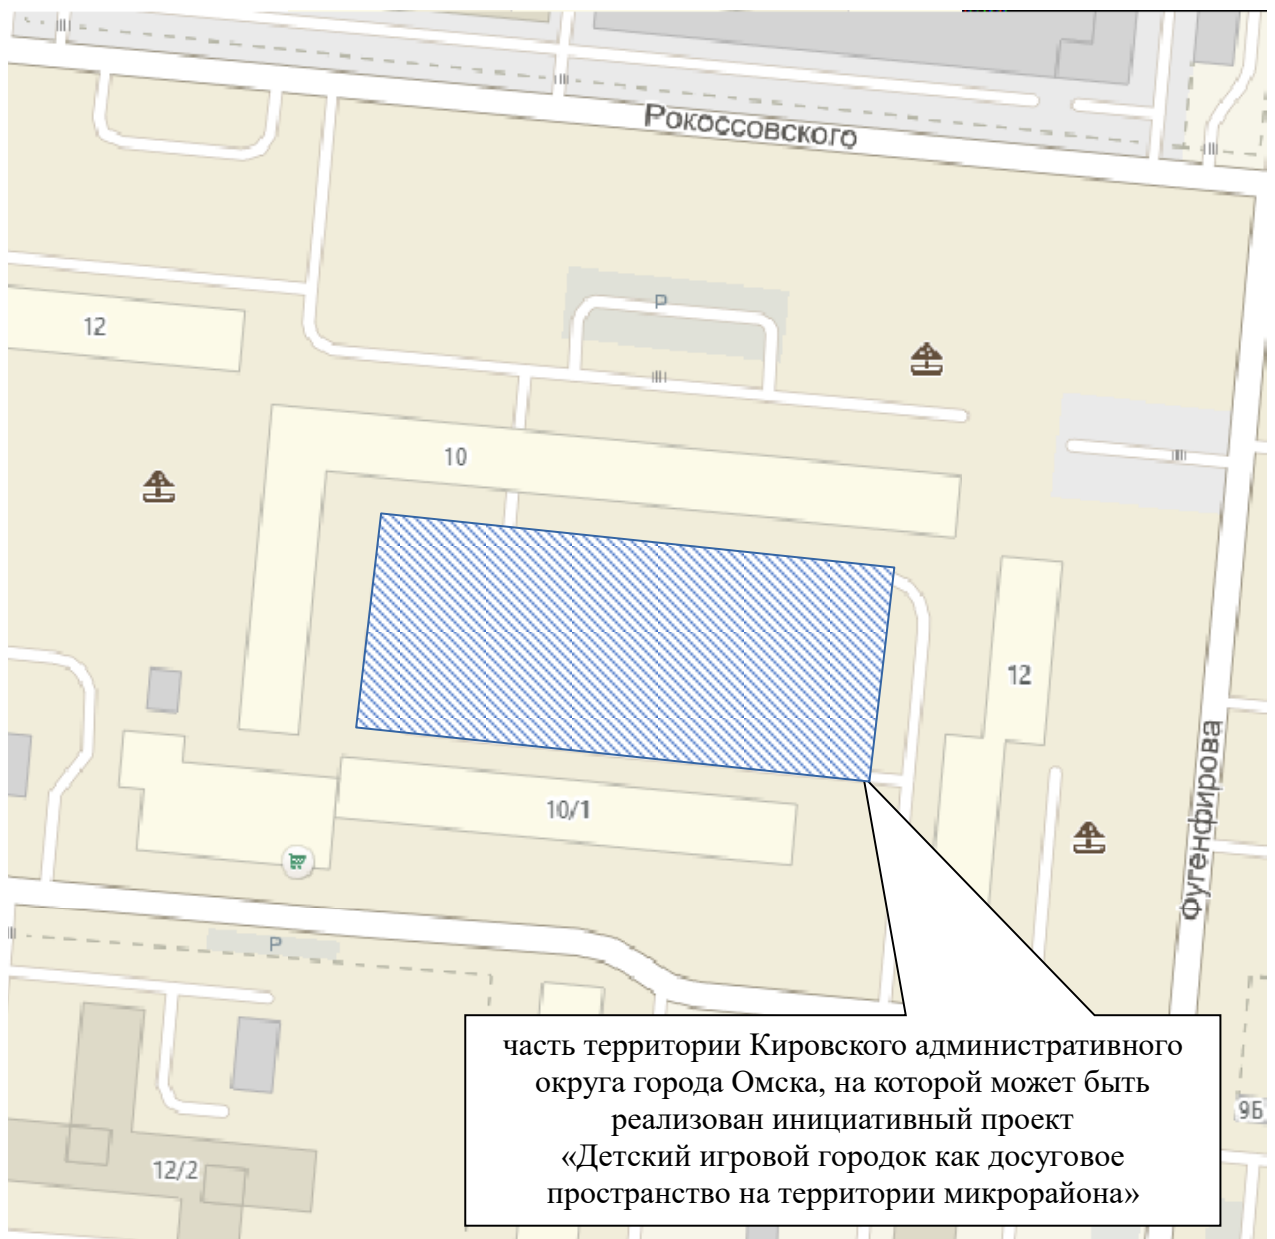 Рокоссовского
P
12
10
12
10/1
Фугенфирова
P
часть территории Кировского административного
округа города Омска, на которой может быть
реализован инициативный проект
«Детский игровой городок как досуговое
пространство на территории микрорайона»
9Б
12/2